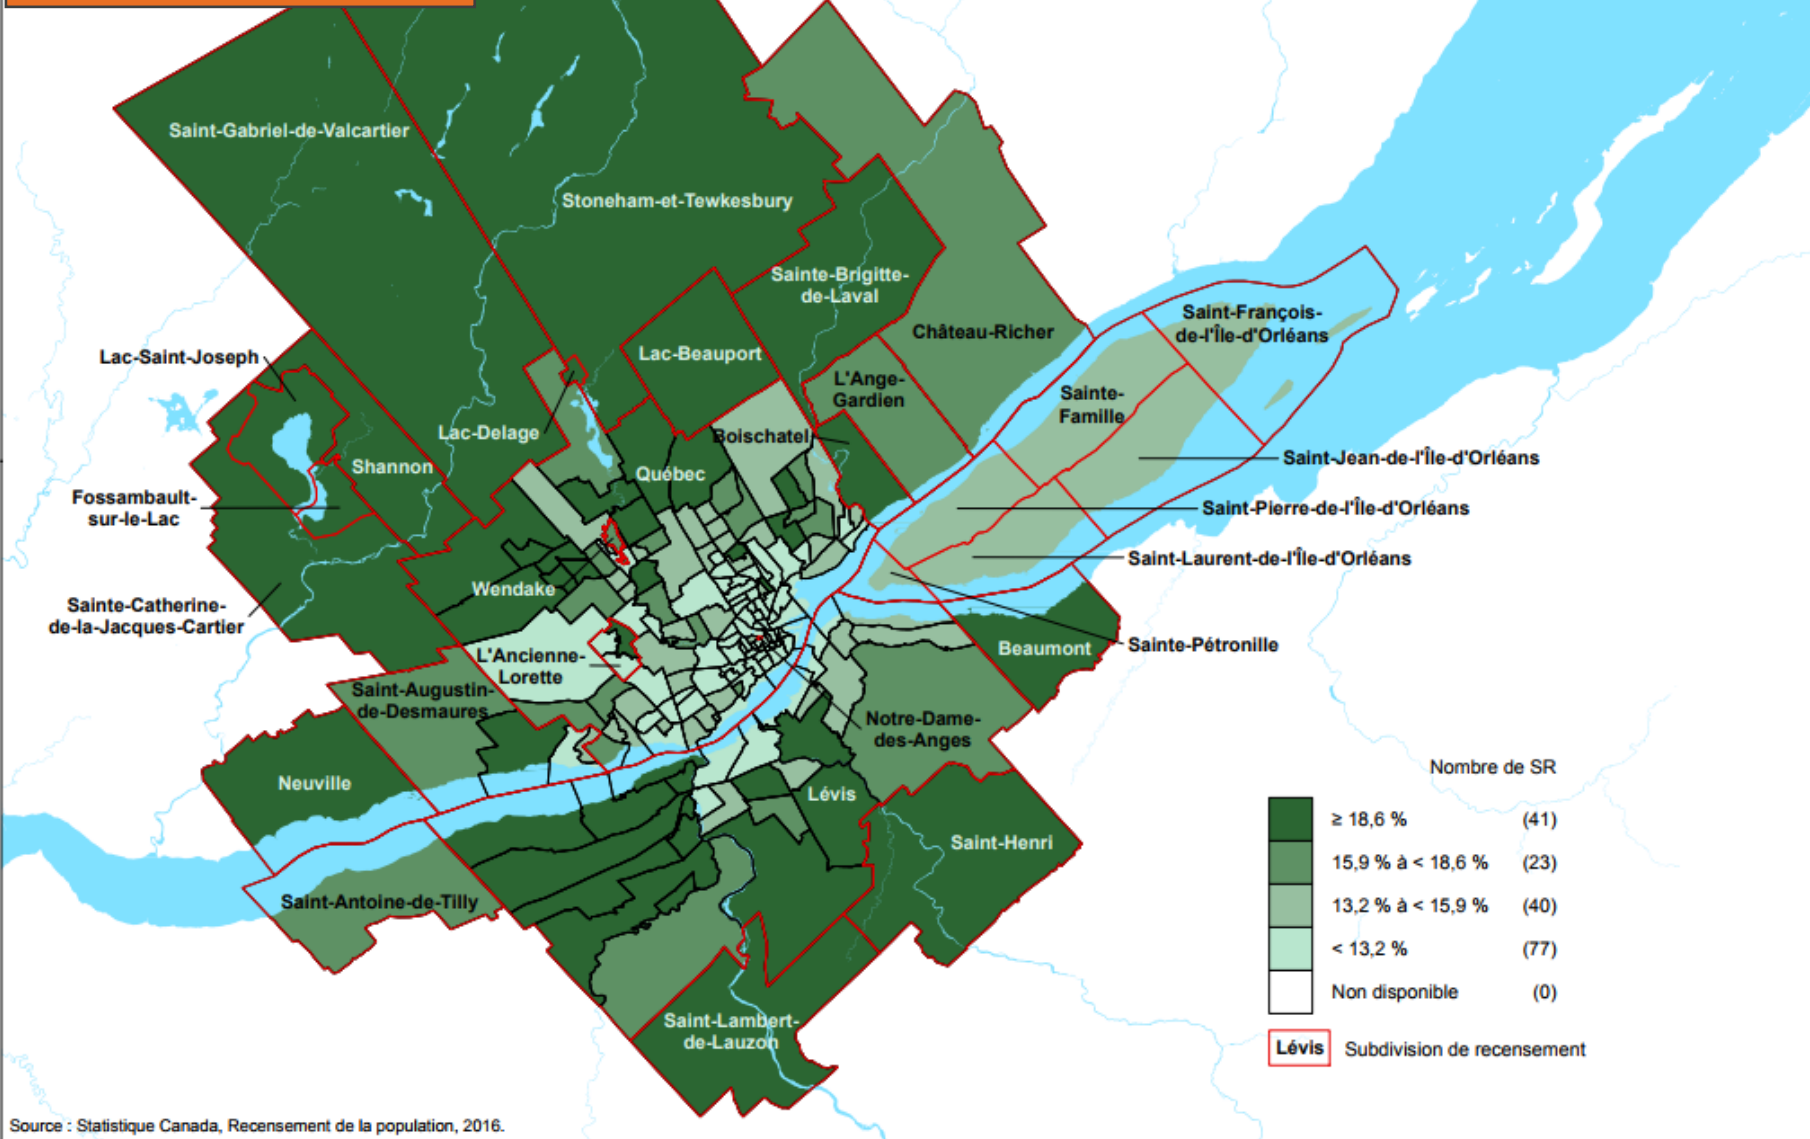 Saint-Gabriel-de-Valcartier
Stoneham-et-Tewkesbury
Sainte-Brigitte-
de-Laval
Château-Richer
Saint-François-
de-l'Île-d'Orléans
Lac-Saint-Joseph
Lac-Beauport
L'Ange-
Gardien
Sainte-
Famille
Lac-Delage
Boischatel
Shannon
Québec
Saint-Jean-de-l'Île-d'Orléans
Fossambault-
sur-le-Lac
Saint-Pierre-de-l'Île-d'Orléans
Saint-Laurent-de-l'Île-d'Orléans
Wendake
Sainte-Catherine-
de-la-Jacques-Cartier
Sainte-Pétronille
Beaumont
L'Ancienne-
Lorette
Saint-Augustin-
de-Desmaures
Notre-Dame-
des-Anges
Neuville
Lévis
Saint-Henri
Saint-Antoine-de-Tilly
Saint-Lambert-
de-Lauzon
Nombre de SR
≥ 18,6 % (41)
15,9 % à < 18,6 % (23)
13,2 % à < 15,9 % (40)
< 13,2 % (77)
Non disponible (0)
Lévis Subdivision de recensement
Source : Statistique Canada, Recensement de la population, 2016.